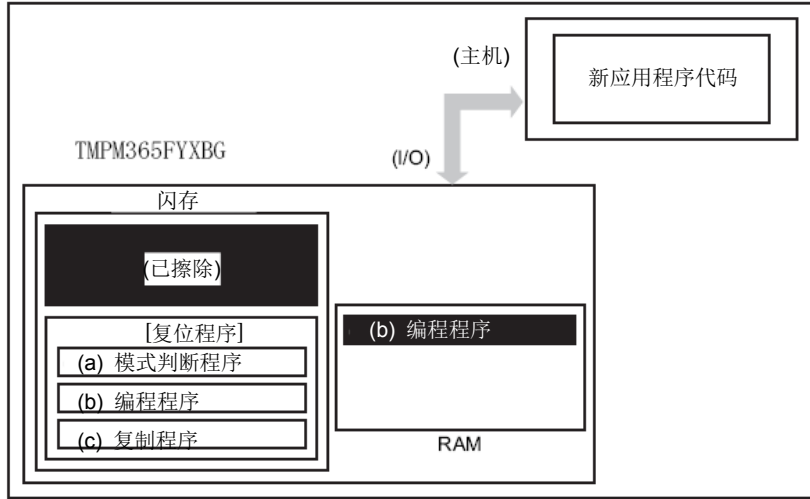 (主机)
新应用程序代码
TMPM365FYXBG
(I/O)
闪存
(已擦除)
[复位程序]
(a) 模式判断程序
(b) 编程程序
(c) 复制程序
(b) 编程程序
RAM